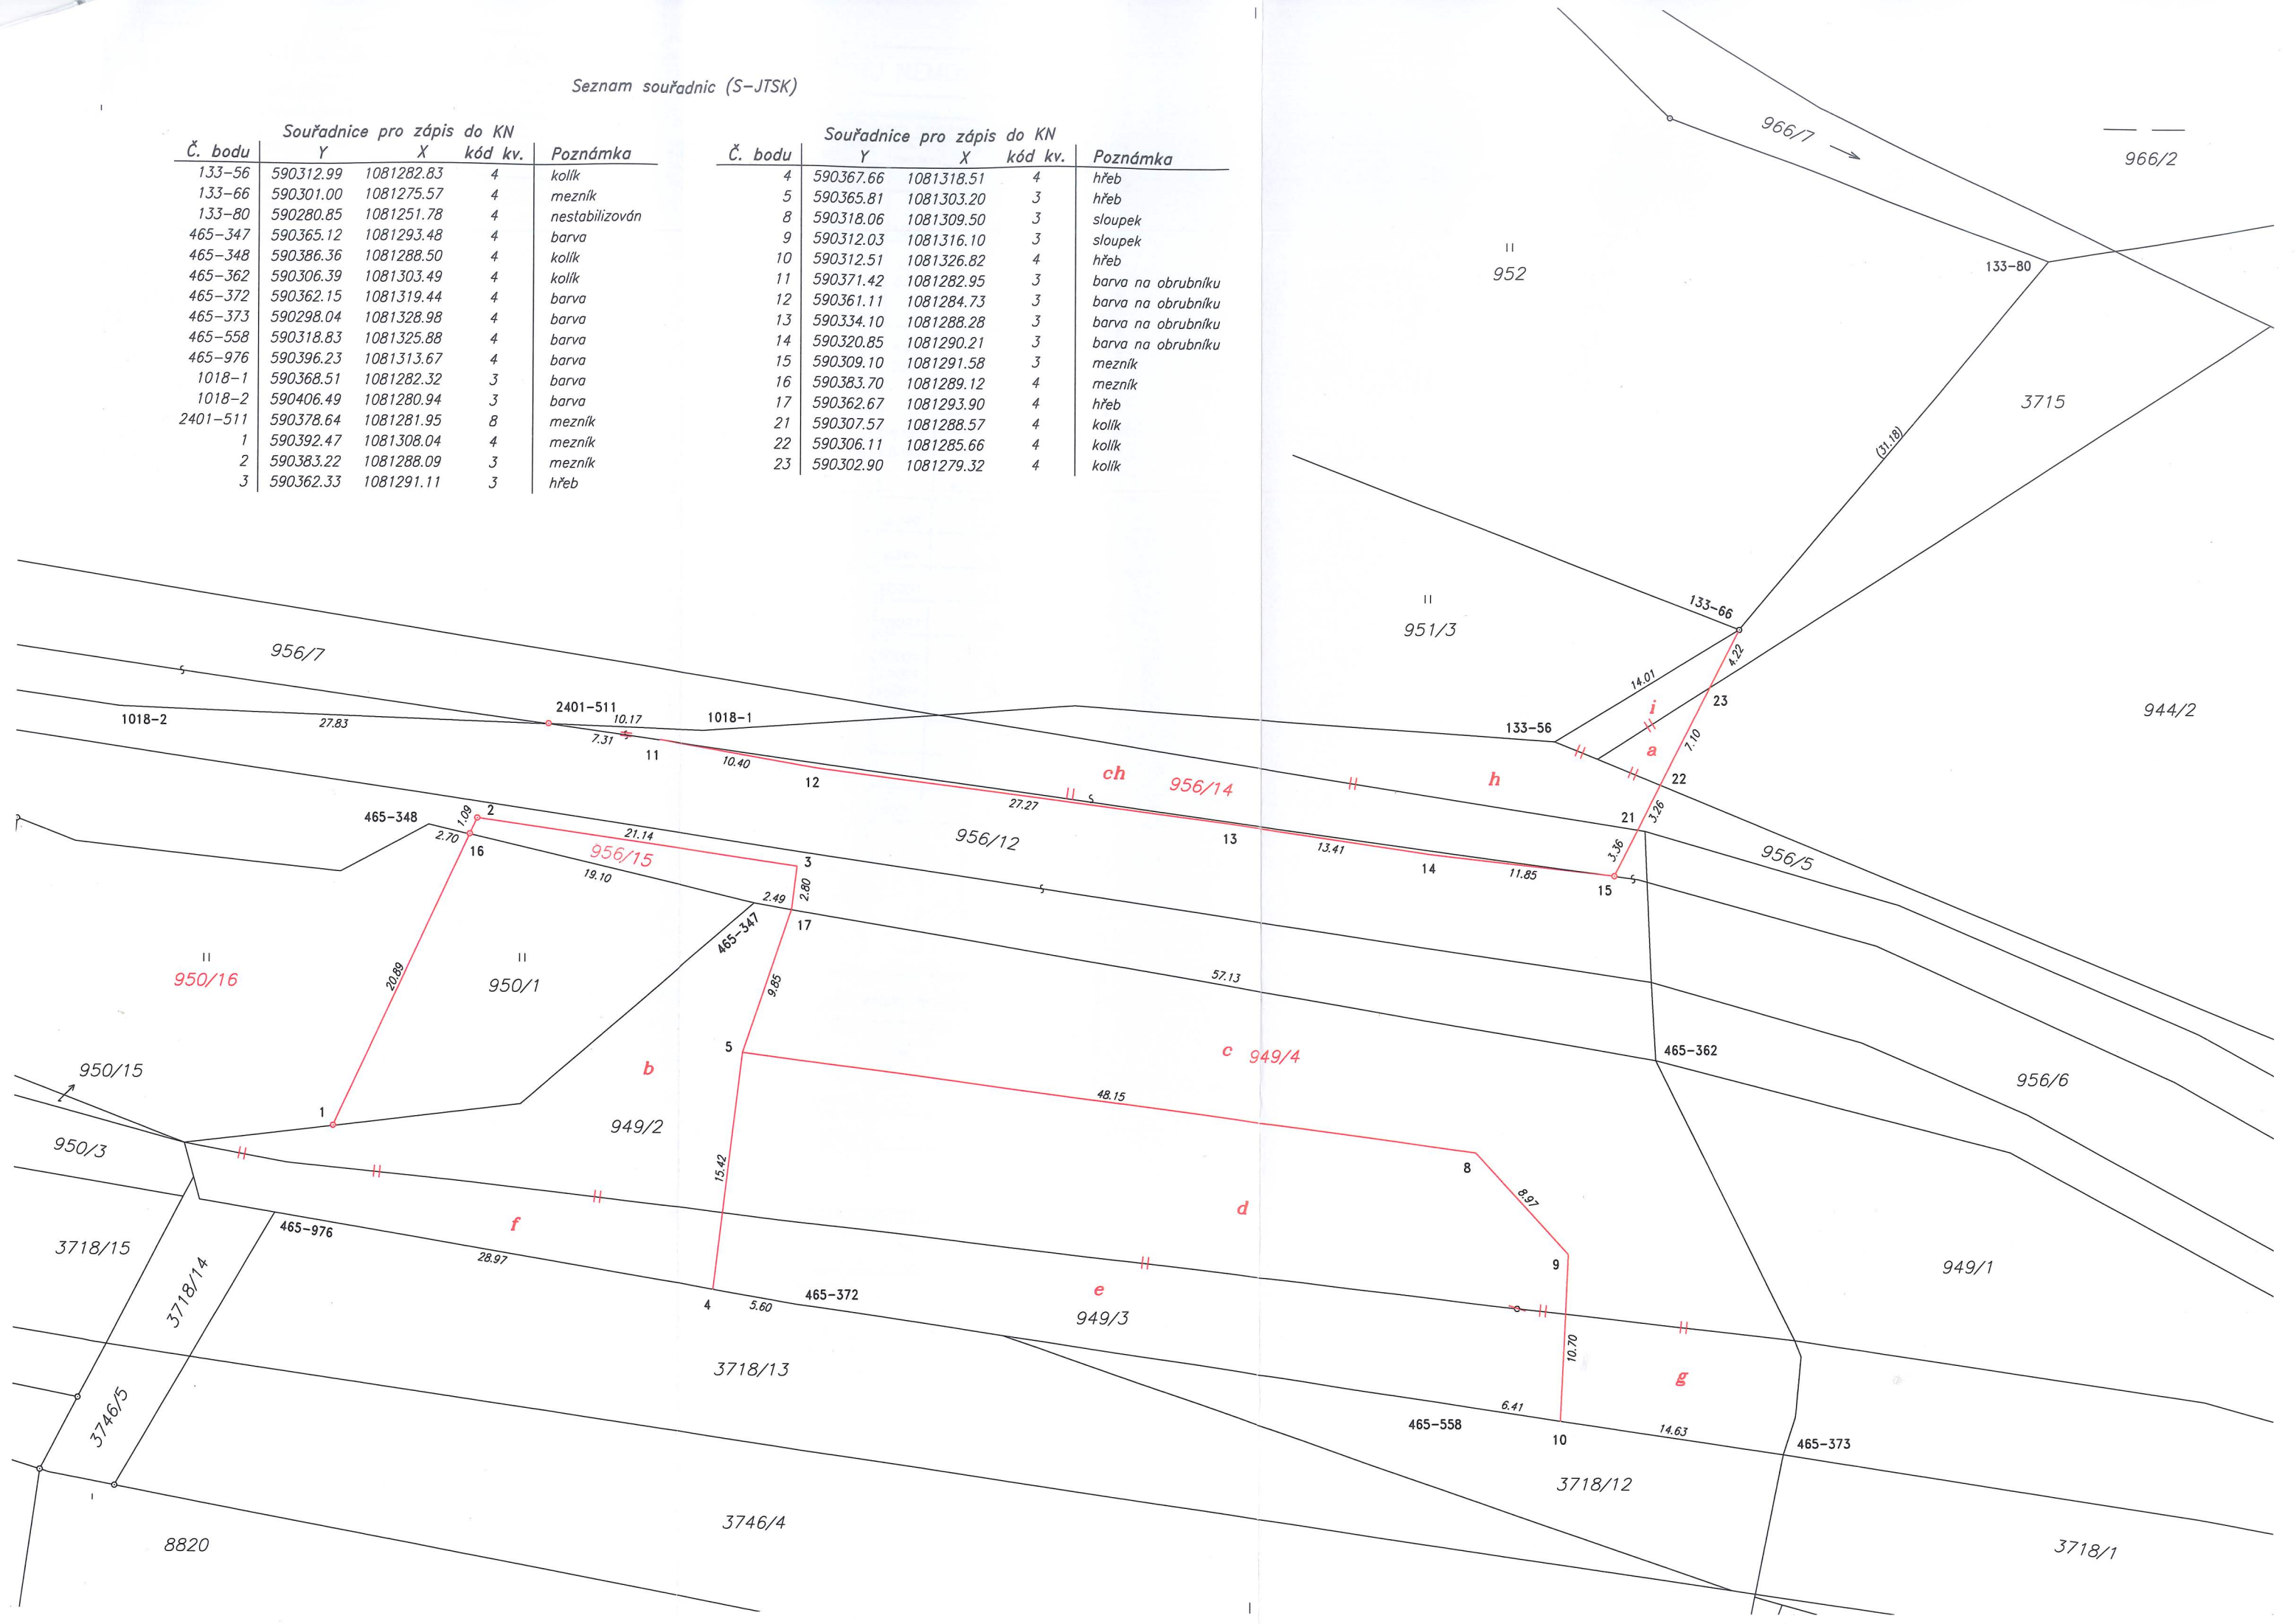 Seznam souřadnic (S-JTSK)
Souřadnice pro zápis do KN
Č. bodu Y X kód kv. Poznámka
133-56 590312.99 1081282.83 4 kolík
133-66 590301.00 1081275.57 4 mezník
133-80 590280.85 1081251.78 4 nestabilizován
465-347 590365.12 1081293.48 4 barva
465-348 590386.36 1081288.50 4 kolík
465-362 590306.39 1081303.49 4 kolík
465-372 590362.15 1081319.44 4 barva
465-373 590298.04 1081328.98 4 barva
465-558 590318.83 1081325.88 4 barva
465-976 590396.23 1081313.67 4 barva
1018-1 590368.51 1081282.32 3 barva
1018-2 590406.49 1081280.94 3 barva
2401-511 590378.64 1081281.95 8 mezník
1 590392.47 1081308.04 4 mezník
2 590383.22 1081288.09 3 mezník
3 590362.33 1081291.11 3 hřeb
Souřadnice pro zápis do KN
Č. bodu Y X kód kv. Poznámka
4 590367.66 1081318.51 4 hřeb
5 590365.81 1081303.20 3 hřeb
8 590318.06 1081309.50 3 sloupek
9 590312.03 1081316.10 3 sloupek
10 590312.51 1081326.82 4 hřeb
11 590371.42 1081282.95 3 barva na obrubníku
12 590361.11 1081284.73 3 barva na obrubníku
13 590334.10 1081288.28 3 barva na obrubníku
14 590320.85 1081290.21 3 barva na obrubníku
15 590309.10 1081291.58 3 mezník
16 590383.70 1081289.12 4 mezník
17 590362.67 1081293.90 4 hřeb
21 590307.57 1081288.57 4 kolík
22 590306.11 1081285.66 4 kolík
23 590302.90 1081279.32 4 kolík
966/7
966/2
952
133-80
3715
(31.18)
133-66
951/3
4.22
14.01
23
i
944/2
956/7
2401-511
10.17
1018-1
1018-2
27.83
7.31
11
10.40
12
133-56
a
7.10
ch
956/14
h
22
27.27
3.26
21
465-348
1.09
2
2.70
16
21.14
956/15
3
19.10
956/12
13
13.41
14
11.85
3.36
15
956/5
2.80
2.49
17
465-347
950/16
20.89
950/1
9.85
57.13
5
c 949/4
465-362
950/15
b
956/6
1
949/2
48.15
950/3
15.42
8
8.97
d
f
465-976
28.97
9
3718/15
3718/14
4
5.60
465-372
e
949/3
949/1
10.70
3718/13
g
3746/5
6.41
465-558
10
14.63
465-373
3718/12
3746/4
8820
3718/1